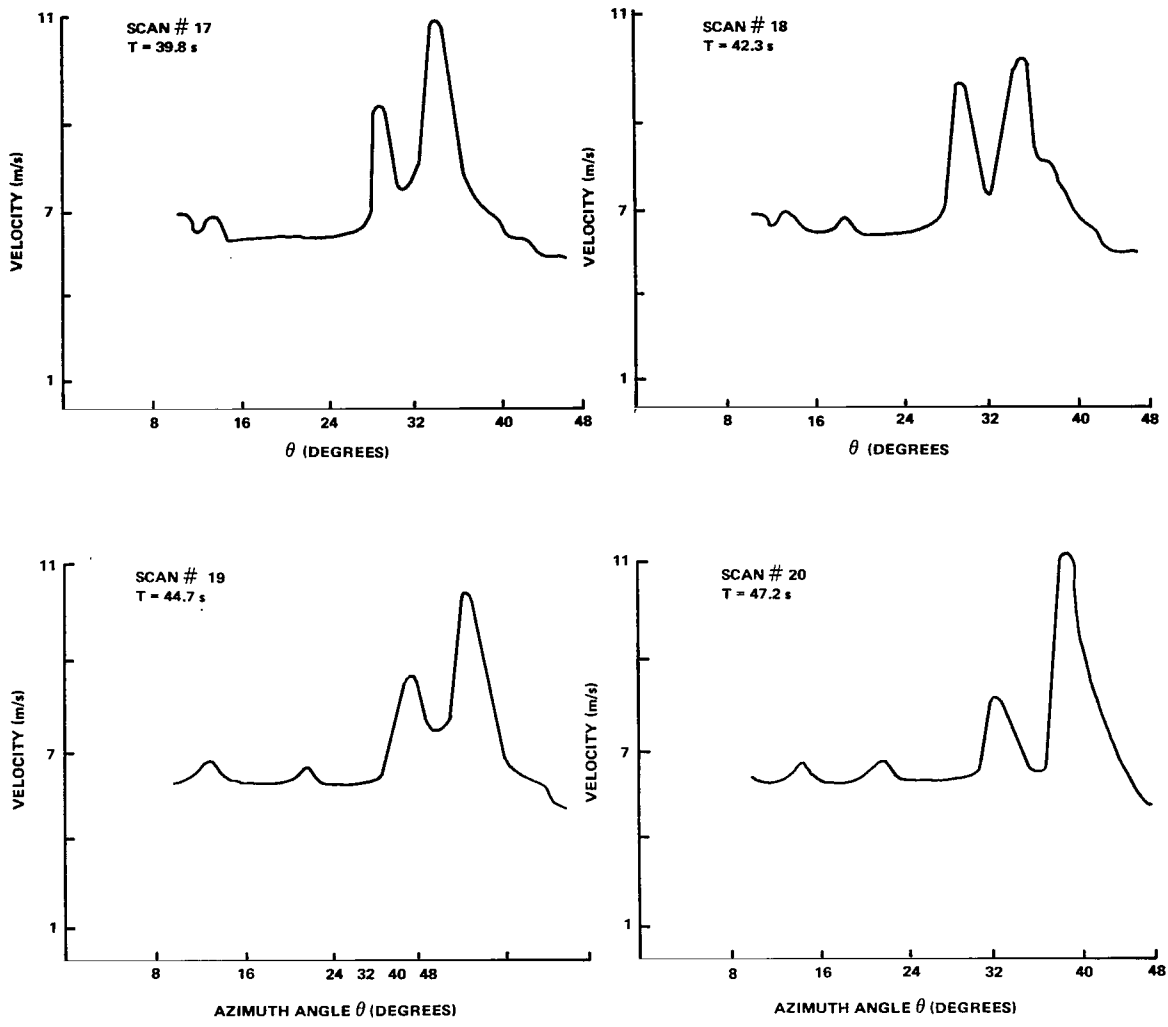 SCAN # 17
T = 39.8 s
11
7
1
VELOCITY (m/s)
8 16 24 32 40 48
θ (DEGREES)
SCAN # 18
T = 42.3 s
11
7
1
VELOCITY (m/s)
8 16 24 32 40 48
θ (DEGREES
SCAN # 19
T = 44.7 s
11
7
1
VELOCITY (m/s)
8 16 24 32 40 48
AZIMUTH ANGLE θ (DEGREES)
SCAN # 20
T = 47.2 s
11
7
1
VELOCITY (m/s)
8 16 24 32 40 48
AZIMUTH ANGLE θ (DEGREES)